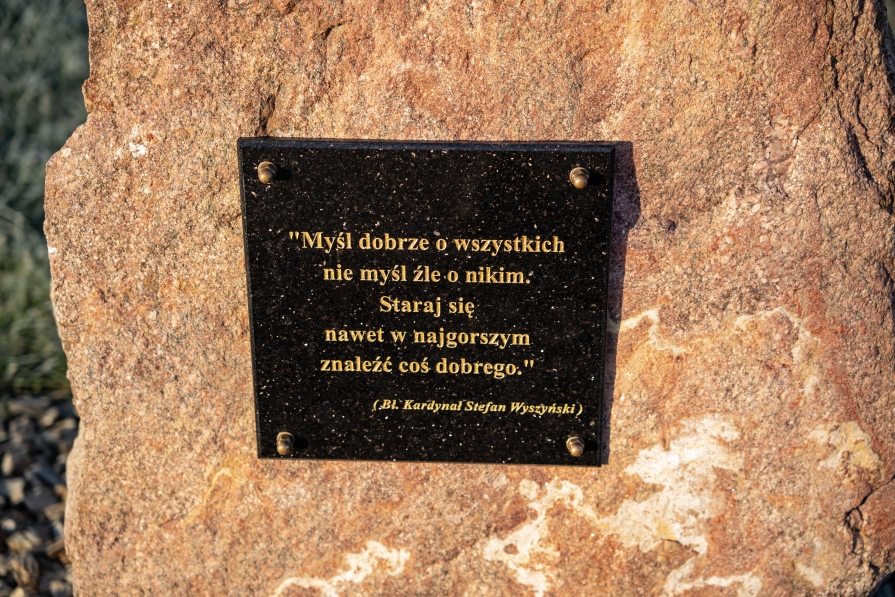 "Myśl dobrze o wszystkich
nie myśl źle o nikim.
Staraj się
nawet w najgorszym
znaleźć coś dobrego."
(Bł. Kardynał Stefan Wyszyński)